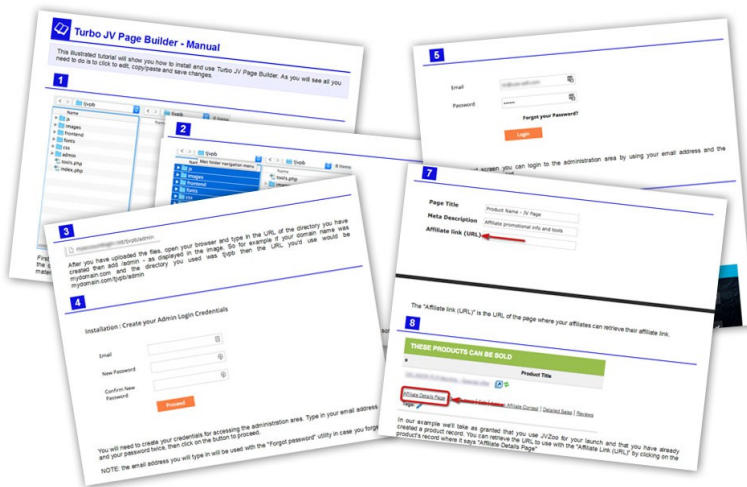 Turbo JV Page Builder - Manual
This illustrated tutorial will show you how to install and use Turbo JV Page Builder. As you will see all you
need to do is to click to edit, copy/paste and save changes.
1
tjvpb
Name
js
images
frontend
fonts
css
admin
tools.php
index.php
2
tjvpb
Mac folder navigation menu
js
images
frontend
fonts
css
tjvpb
Name
tools.php
3
/tjvpb/admin
After you have uploaded the files, open your browser and type in the URL of the directory you have
created then add /admin - as displayed in the image. So for example if your domain name was
mydomain.com and the directory you used was tjvpb then the URL you'd use would be
mydomain.com/tjvpb/admin
4
Installation : Create your Admin Login Credentials
Email
New Password
Confirm New
Password
Proceed
You will need to create your credentials for accessing the administration area. Type in your email address
and your password twice, then click on the button to proceed.
NOTE: the email address you will type in will be used with the "Forgot password" utility in case you
5
Email
Password
Forgot your Password?
Login
screen you can login to the administration area by using your email address and the
7
Page Title
Product Name - JV Page
Meta Description
Affiliate promotional info and tools
Affiliate link (URL)
The "Affiliate link (URL)" is the URL of the page where your affiliates can retrieve their affiliate link.
8
THESE PRODUCTS CAN BE SOLD
Product Title
Affiliate Details Page
Affiliate Contest | Detailed Sales | Reviews
Tags:
In our example we'll take as granted that you use JVZoo for your launch and that you have already
created a product record. You can retrieve the URL to use with the "Affiliate Link (URL)" by clicking on the
product's record where it says "Affiliate Details Page"